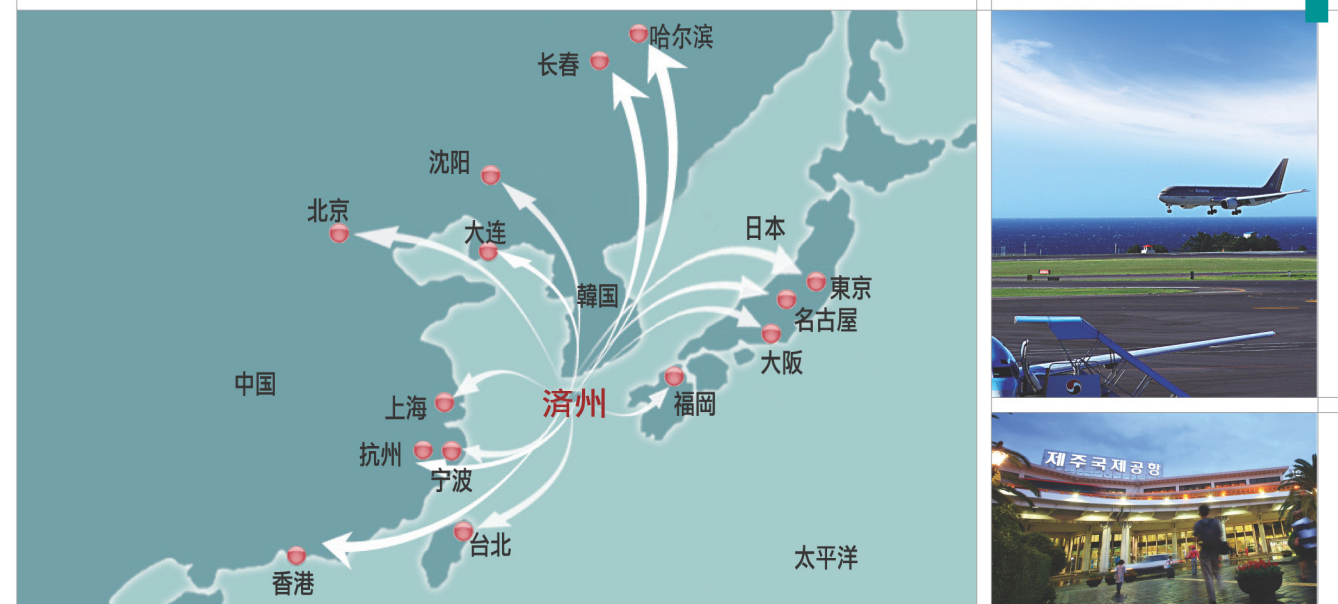 哈尔滨
长春
沈阳
北京
大连
日本
韓国
東京
名古屋
大阪
中国
上海
済州
福岡
抗州
宁波
台北
太平洋
香港
제주국제공항